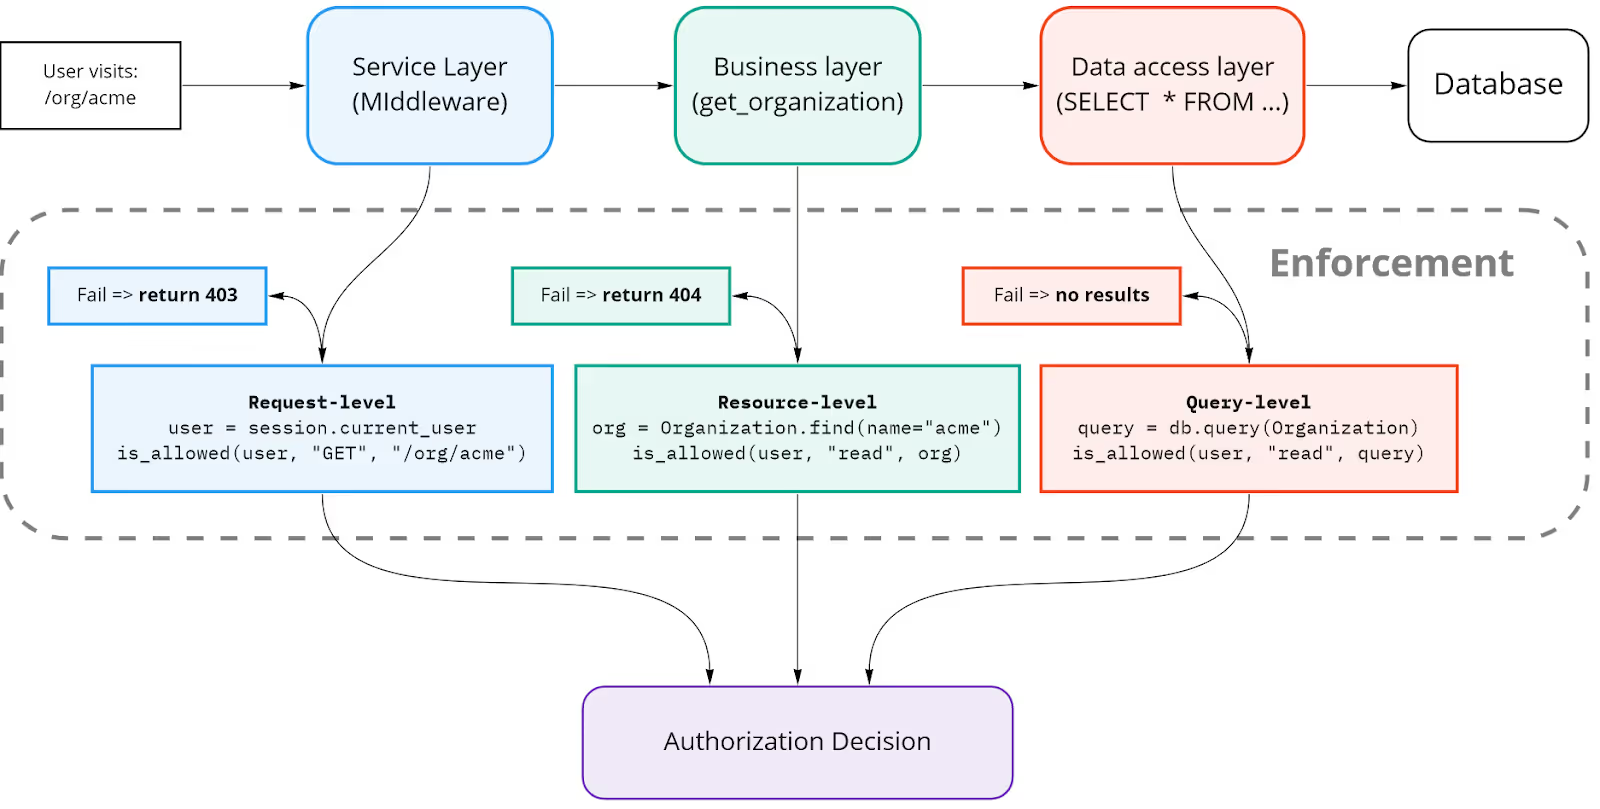 User visits:
/org/acme
Service Layer
(MIddleware)
Business layer
(get_organization)
Data access layer
(SELECT * FROM ...)
Database
Enforcement
Fail => return 403
Fail => return 404
Fail => no results
Request-level
user = session.current_user
is_allowed(user, "GET", "/org/acme")
Resource-level
org = Organization.find(name="acme")
is_allowed(user, "read", org)
Query-level
query = db.query(Organization)
is_allowed(user, "read", query)
Authorization Decision